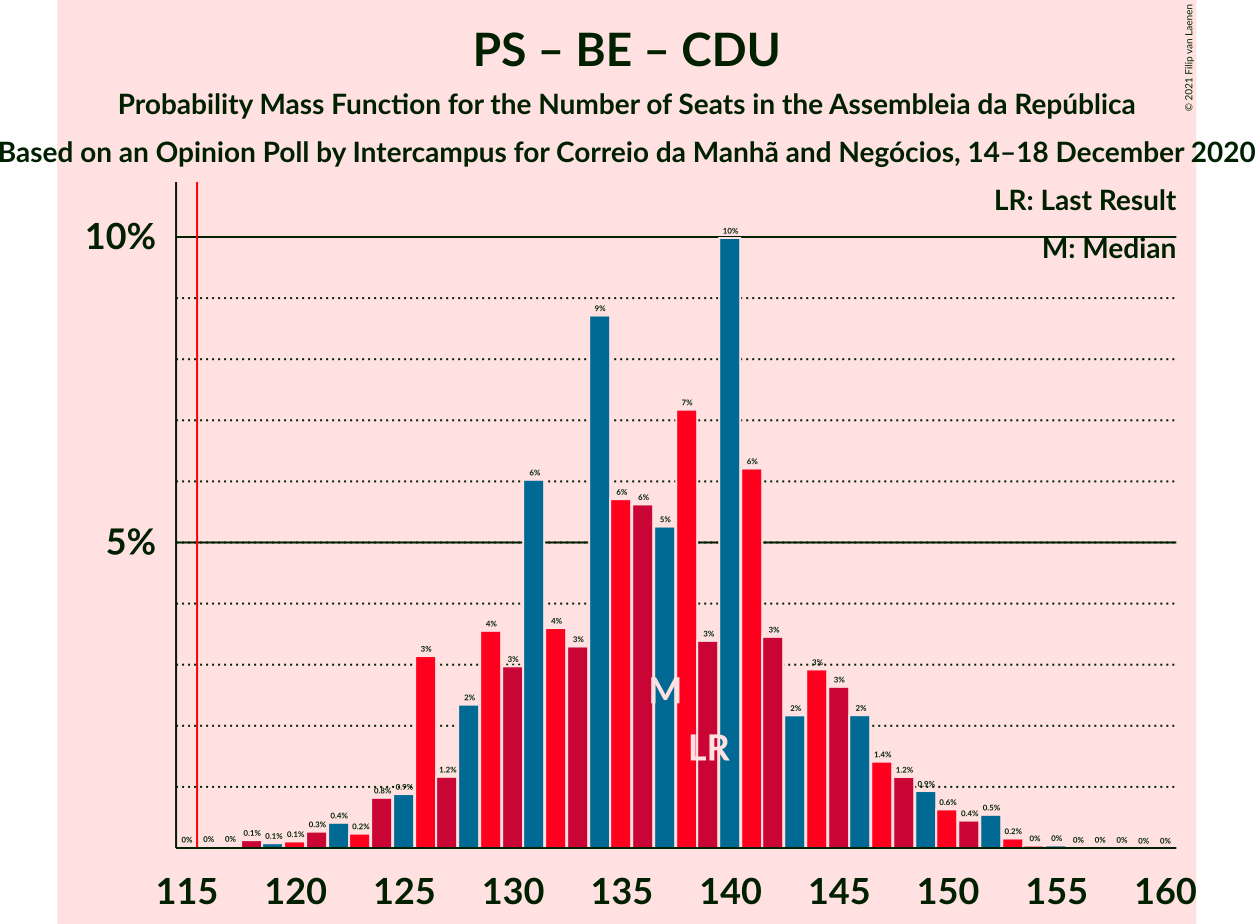 PS – BE – CDU
Probability Mass Function for the Number of Seats in the Assembleia da República
Based on an Opinion Poll by Intercampus for Correio da Manhã and Negócios, 14–18 December 2020
© 2021 Filip van Laenen
LR: Last Result
M: Median
10%
5%
0% 0% 0% 0.1% 0.1% 0.1% 0.3% 0.4% 0.2% 0.8% 0.9% 3% 1.2% 2% 4% 3% 6% 4% 3% 9% 6% 6% 5% 7% 3% 10% 6% 3% 2% 3% 3% 2% 1.4% 1.2% 0.9% 0.6% 0.4% 0.5% 0.2% 0% 0% 0% 0% 0% 0% 0%
M
LR
115 120 125 130 135 140 145 150 155 160